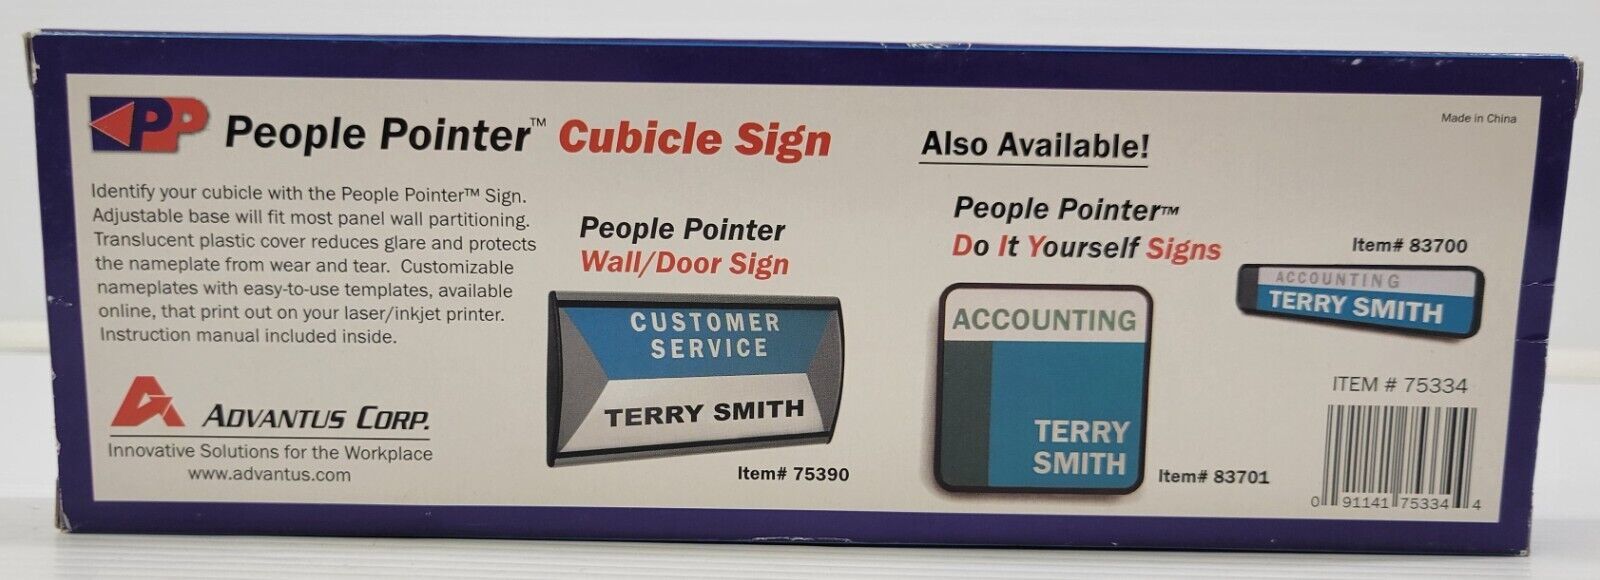 PP People Pointer™ Cubicle Sign
Identify your cubicle with the People Pointer™ Sign.
Adjustable base will fit most panel wall partitioning.
Translucent plastic cover reduces glare and protects
the nameplate from wear and tear. Customizable
nameplates with easy-to-use templates, available
online, that print out on your laser/inkjet printer.
Instruction manual included inside.
ADVANTUS CORP.
Innovative Solutions for the Workplace
www.advantus.com
People Pointer
Wall/Door Sign
CUSTOMER
SERVICE
TERRY SMITH
Item# 75390
Also Available!
People Pointer™
Do It Yourself Signs
ACCOUNTING
TERRY
SMITH
Item# 83701
Made in China
Item# 83700
ACCOUNTING
TERRY SMITH
ITEM # 75334
0 91141 75334 4